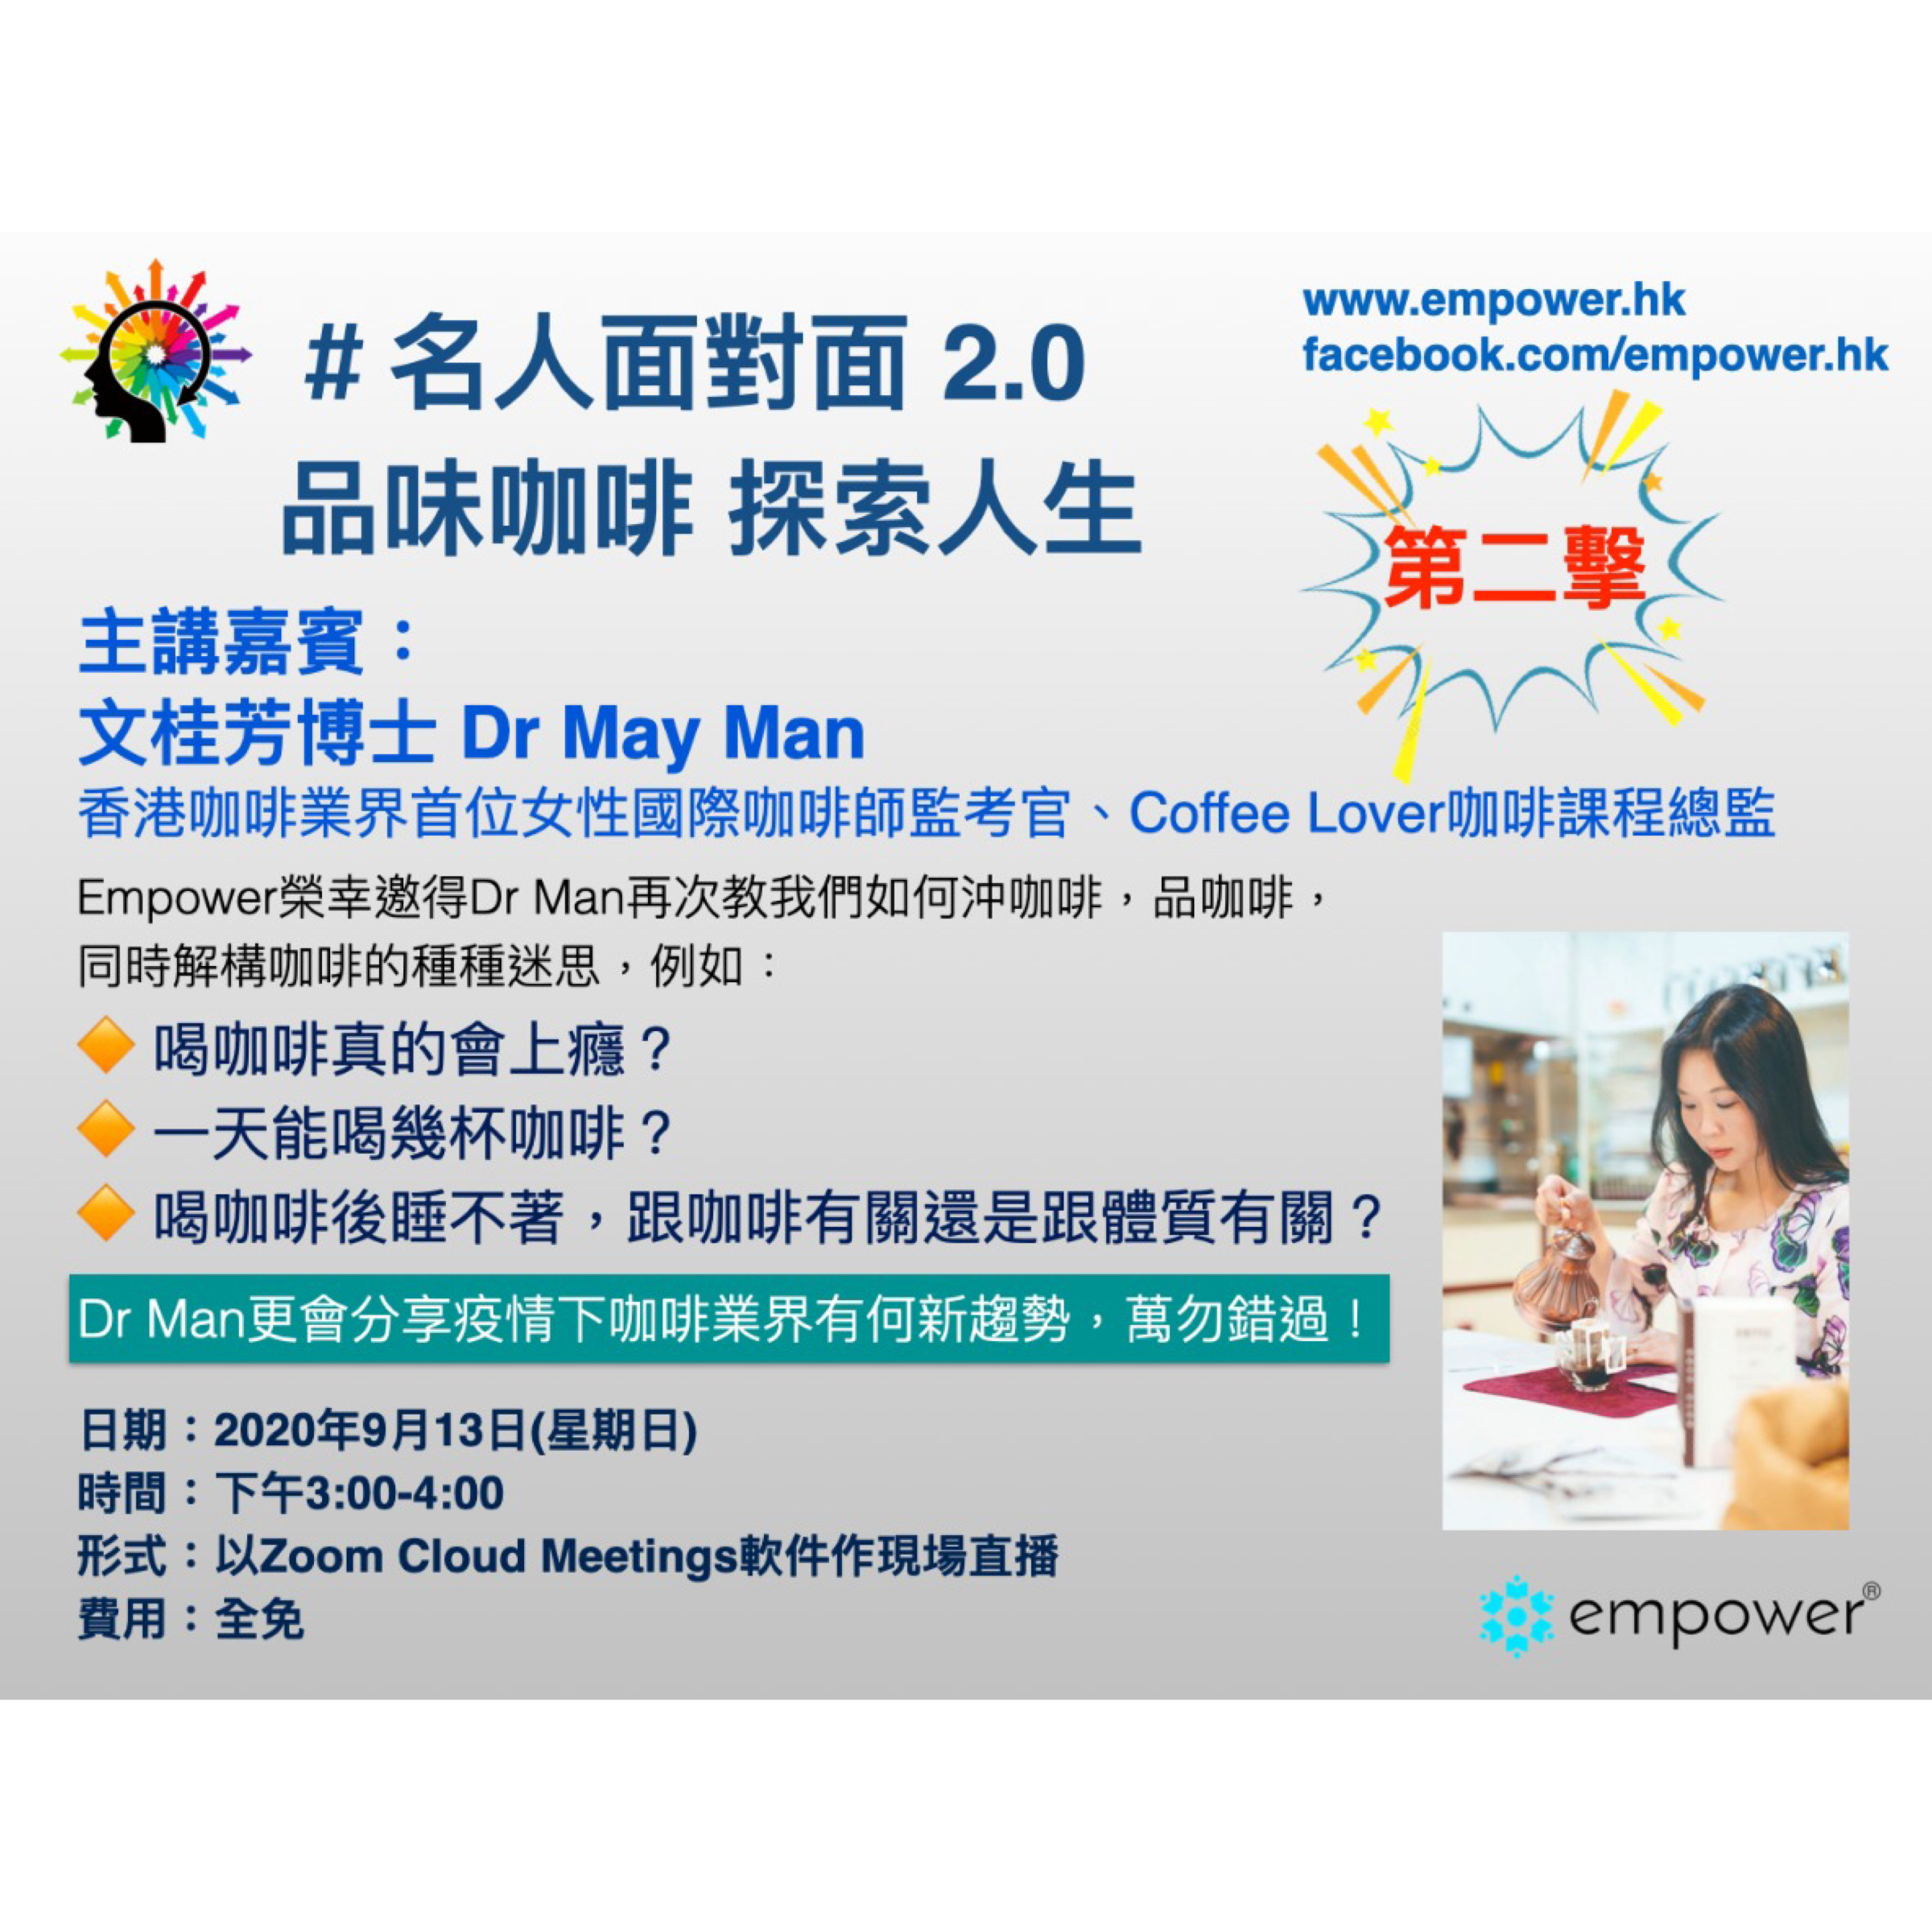 # 名人面對面 2.0
品味咖啡 探索人生
www.empower.hk
facebook.com/empower.hk
第二擊
主講嘉賓：
文桂芳博士 Dr May Man
香港咖啡業界首位女性國際咖啡師監考官、Coffee Lover咖啡課程總監
Empower榮幸邀得Dr Man再次教我們如何沖咖啡，品咖啡，
同時解構咖啡的種種迷思，例如：
🔶 喝咖啡真的會上癮？
🔶 一天能喝幾杯咖啡？
🔶 喝咖啡後睡不著，跟咖啡有關還是跟體質有關？
Dr Man更會分享疫情下咖啡業界有何新趨勢，萬勿錯過！
日期：2020年9月13日(星期日)
時間：下午3:00-4:00
形式：以Zoom Cloud Meetings軟件作現場直播
費用：全免
empower®